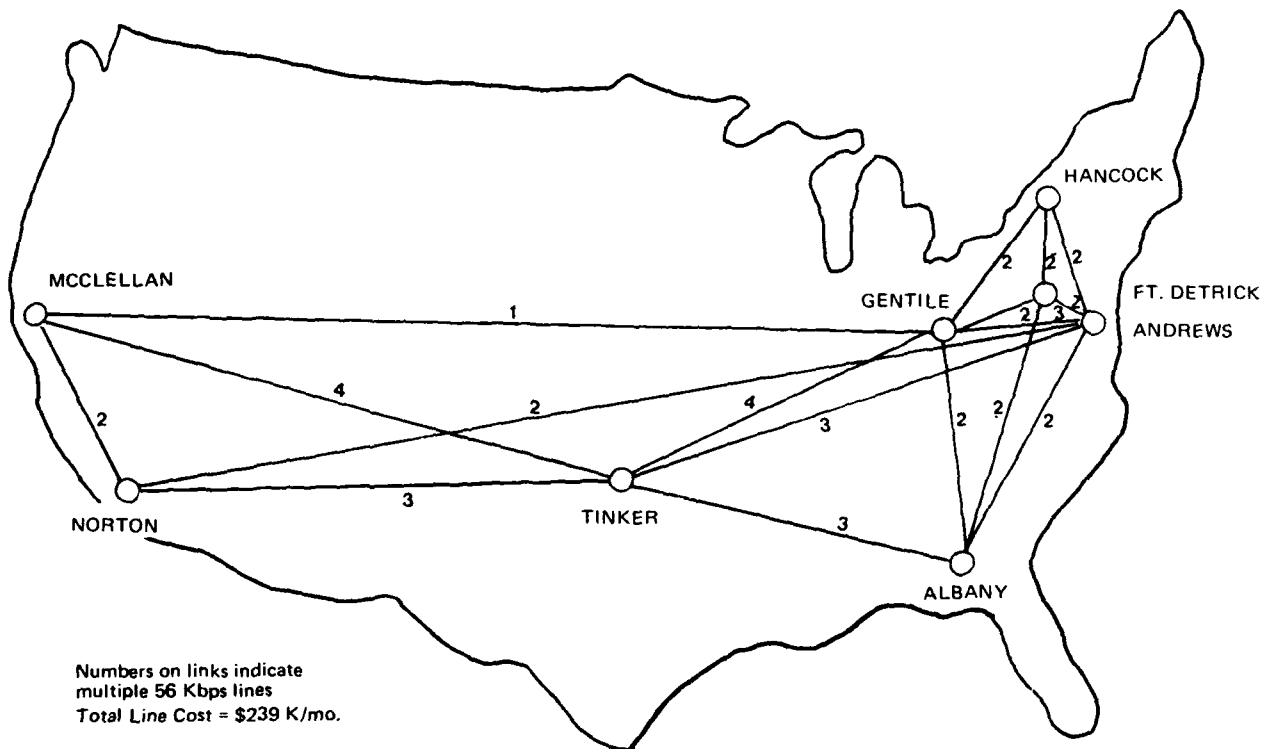 HANCOCK
MCCLELLAN
GENTILE
FT. DETRICK
ANDREWS
2
2
2
2
2
3
1
4
2
2
4
3
2
2
2
3
3
NORTON
TINKER
ALBANY
Numbers on links indicate
multiple 56 Kbps lines
Total Line Cost = $239 K/mo.